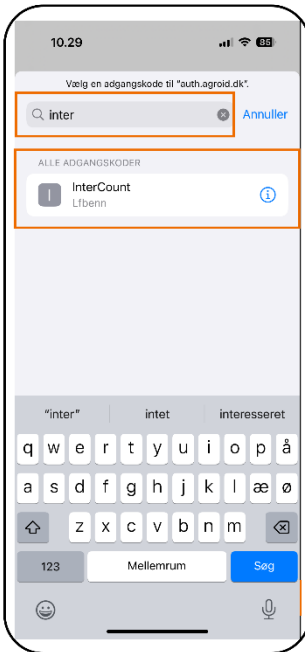 10.29
85
Vælg en adgangskode til "auth.agroid.dk".
inter
Annuller
ALLE ADGANGSKODER
I
InterCount
Lfbenn
"inter" intet interesseret
q w e r t y u i o p å
a s d f g h j k l æ ø
z x c v b n m
123 Mellemrum Søg